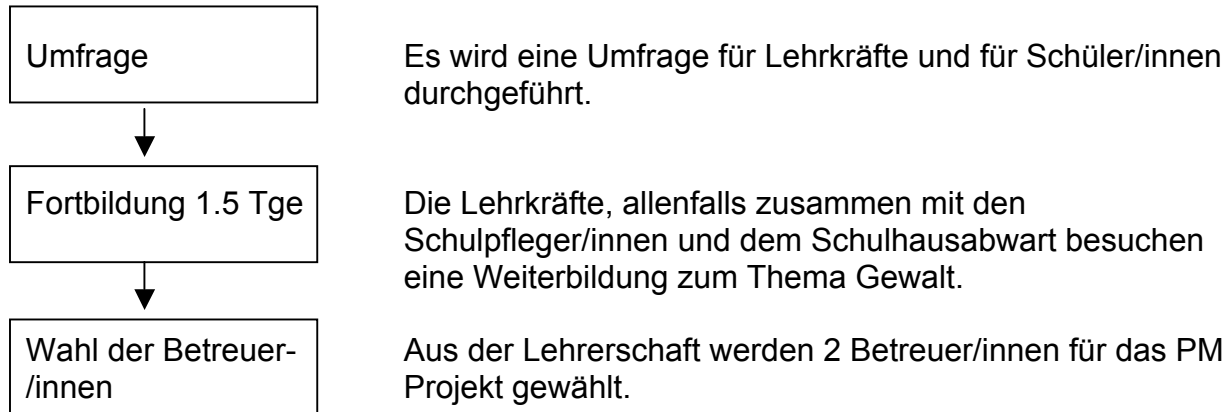 Umfrage
Es wird eine Umfrage für Lehrkräfte und für Schüler/innen
durchgeführt.
Fortbildung 1.5 Tge
Die Lehrkräfte, allenfalls zusammen mit den
Schulpfleger/innen und dem Schulhausabwart besuchen
eine Weiterbildung zum Thema Gewalt.
Wahl der Betreuer-
/innen
Aus der Lehrerschaft werden 2 Betreuer/innen für das PM
Projekt gewählt.